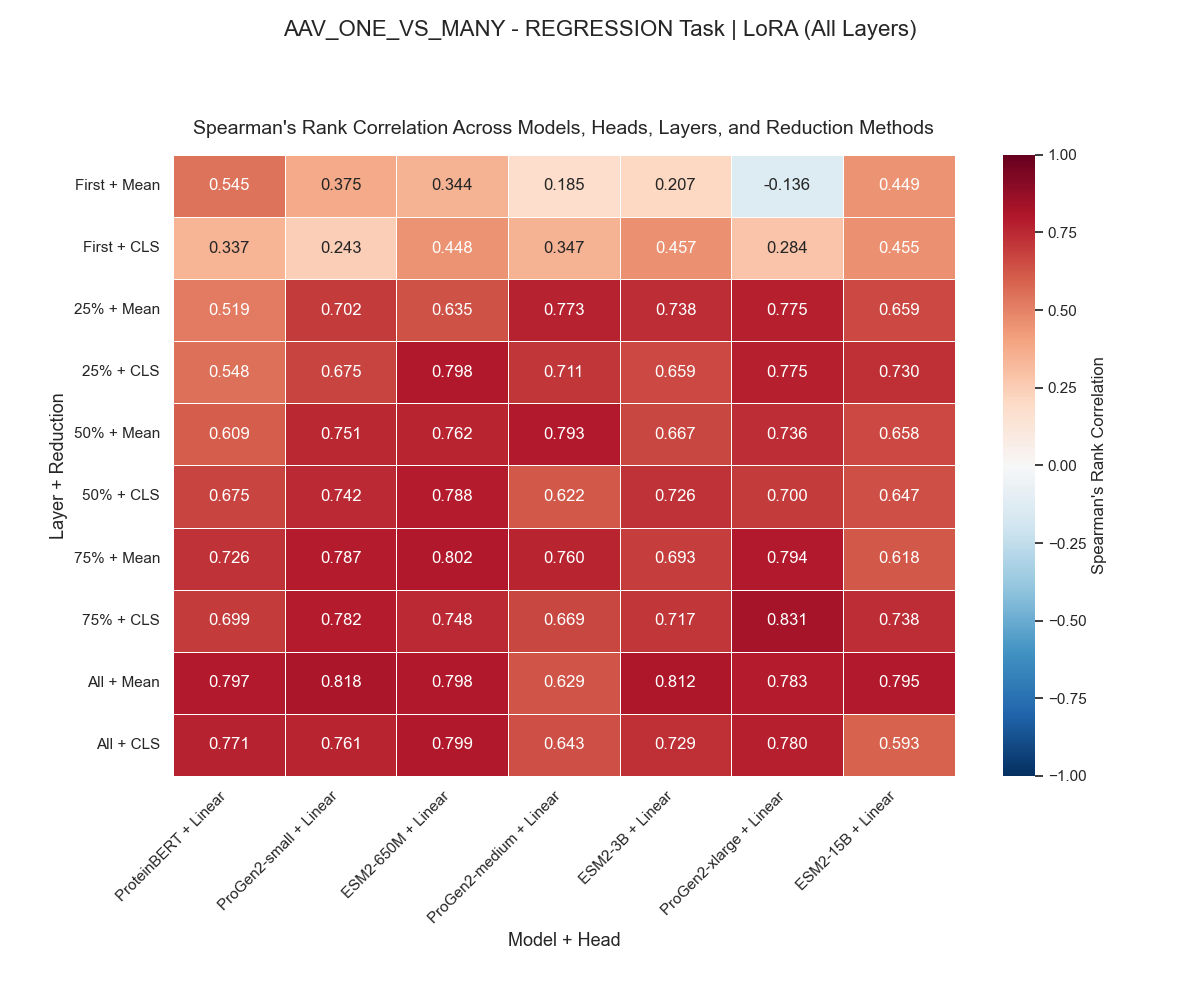 AAV_ONE_VS_MANY - REGRESSION Task | LoRA (All Layers)
Spearman's Rank Correlation Across Models, Heads, Layers, and Reduction Methods
Layer + Reduction
First + Mean 0.545 0.375 0.344 0.185 0.207 -0.136 0.449
First + CLS 0.337 0.243 0.448 0.347 0.457 0.284 0.455
25% + Mean 0.519 0.702 0.635 0.773 0.738 0.775 0.659
25% + CLS 0.548 0.675 0.798 0.711 0.659 0.775 0.730
50% + Mean 0.609 0.751 0.762 0.793 0.667 0.736 0.658
50% + CLS 0.675 0.742 0.788 0.622 0.726 0.700 0.647
75% + Mean 0.726 0.787 0.802 0.760 0.693 0.794 0.618
75% + CLS 0.699 0.782 0.748 0.669 0.717 0.831 0.738
All + Mean 0.797 0.818 0.798 0.629 0.812 0.783 0.795
All + CLS 0.771 0.761 0.799 0.643 0.729 0.780 0.593
ProteinBERT + Linear
ProGen2-small + Linear
ESM2-650M + Linear
ProGen2-medium + Linear
ESM2-3B + Linear
ProGen2-xlarge + Linear
ESM2-15B + Linear
Model + Head
1.00
0.75
0.50
0.25
0.00
−0.25
−0.50
−0.75
−1.00
Spearman's Rank Correlation